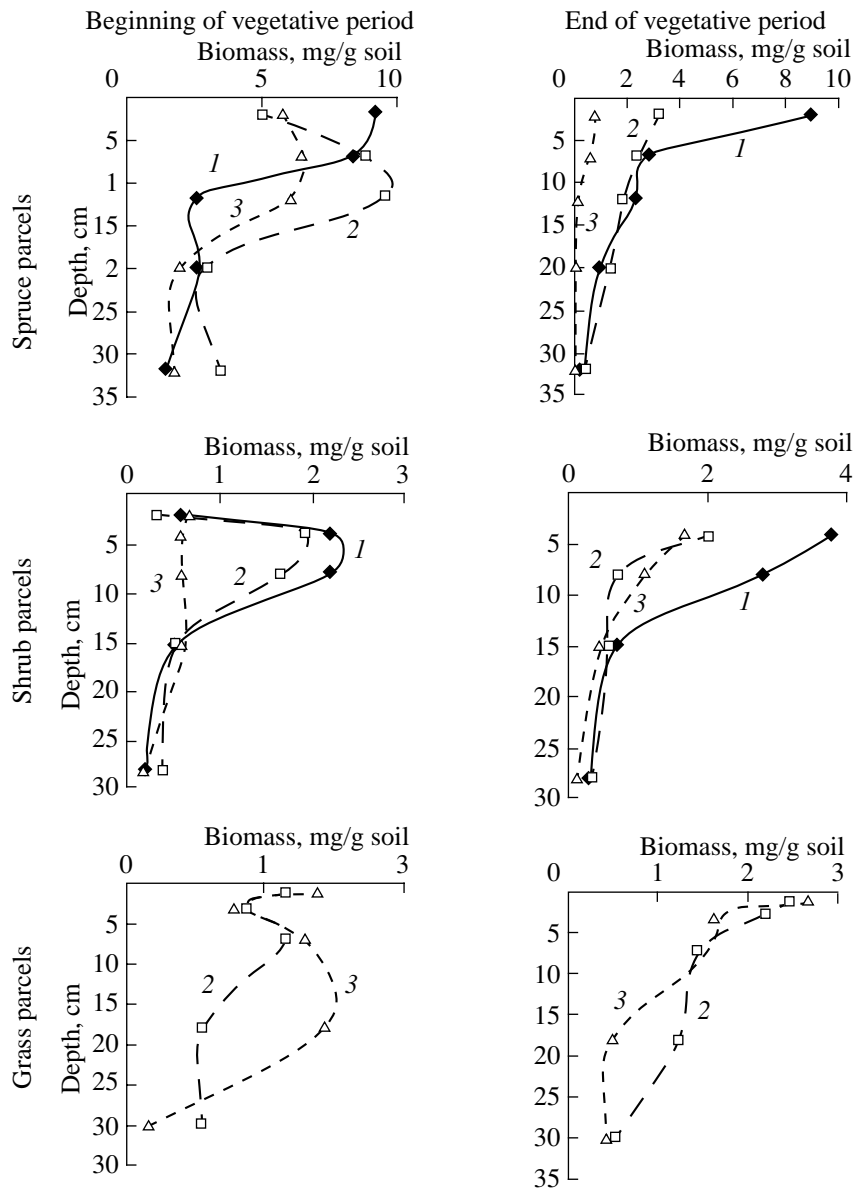 Beginning of vegetative period
Biomass, mg/g soil
0 5 10
5
1
15
20
25
30
35
Depth, cm
Spruce parcels
1
3
2
End of vegetative period
Biomass, mg/g soil
0 2 4 6 8 10
5
10
15
20
25
30
35
2
1
3
Biomass, mg/g soil
0 1 2 3
5
10
15
20
25
30
Depth, cm
Shrub parcels
1
2
3
Biomass, mg/g soil
0 2 4
5
10
15
20
25
30
2
3
1
Biomass, mg/g soil
0 1 3
5
10
15
20
25
30
30
Depth, cm
Grass parcels
2
3
Biomass, mg/g soil
0 1 2 3
5
10
15
20
25
30
35
3
2